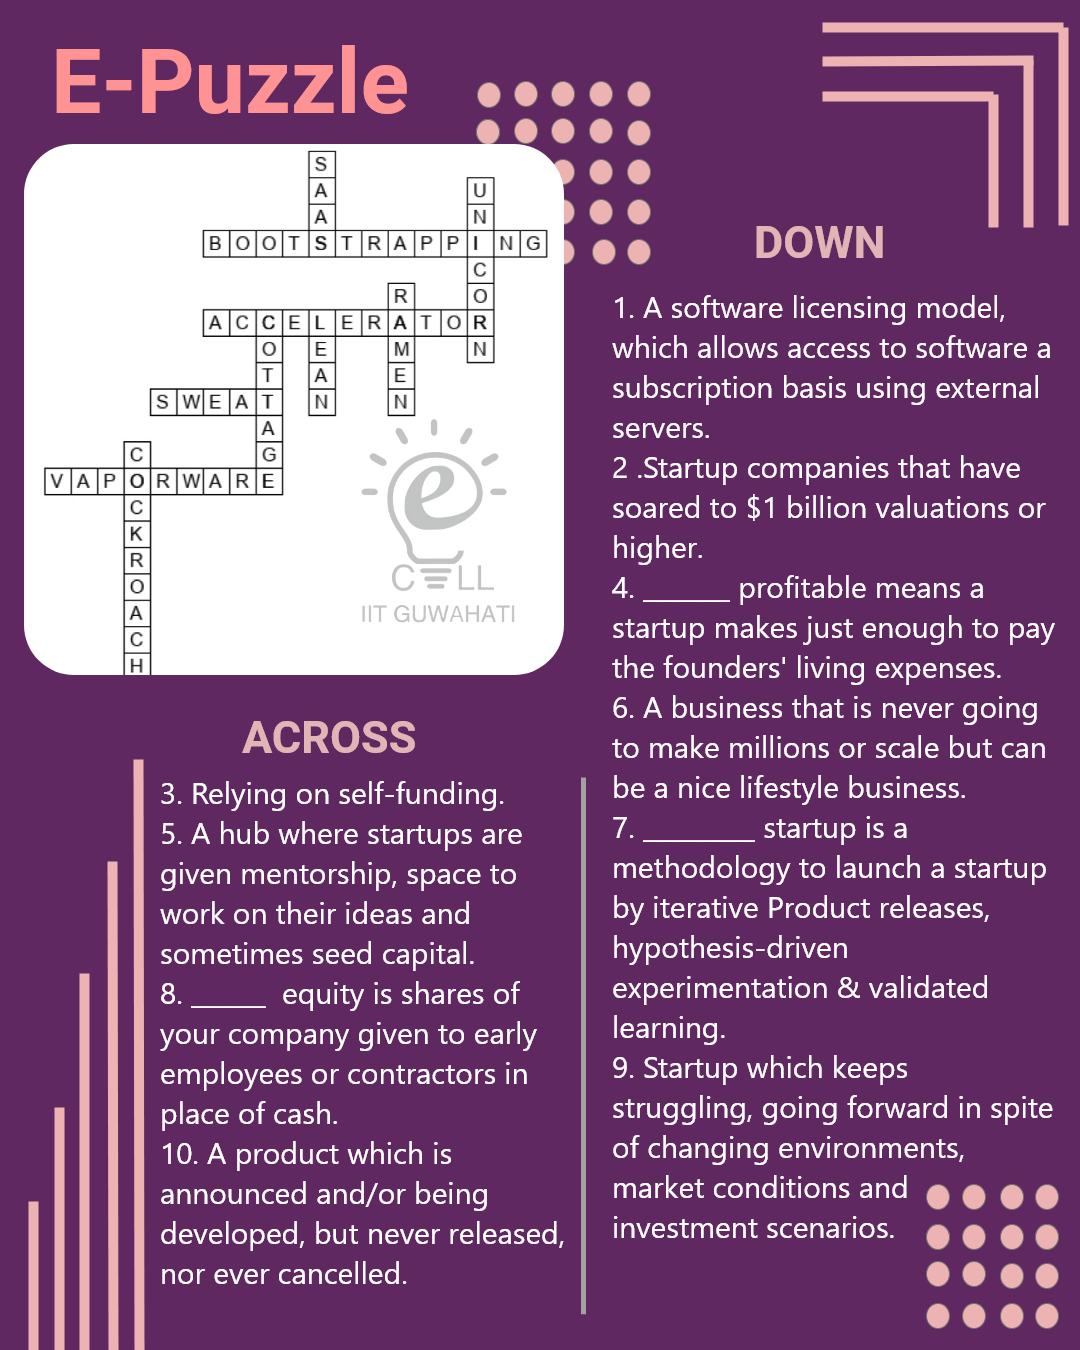 E-Puzzle
S
A
U
A
N
BOOTSTRAPPING
C
R
O
ACCELERATOR
O
E
M
N
T
A
E
SWEAT
N
N
A
C
G
VAPORWARE
C
K
R
O
A
C
H
e
CELL
IIT GUWAHATI
ACROSS
3. Relying on self-funding.
5. A hub where startups are
given mentorship, space to
work on their ideas and
sometimes seed capital.
8. _____ equity is shares of
your company given to early
employees or contractors in
place of cash.
10. A product which is
announced and/or being
developed, but never released,
nor ever cancelled.
DOWN
1. A software licensing model,
which allows access to software a
subscription basis using external
servers.
2 .Startup companies that have
soared to $1 billion valuations or
higher.
4. ______ profitable means a
startup makes just enough to pay
the founders' living expenses.
6. A business that is never going
to make millions or scale but can
be a nice lifestyle business.
7. ________ startup is a
methodology to launch a startup
by iterative Product releases,
hypothesis-driven
experimentation & validated
learning.
9. Startup which keeps
struggling, going forward in spite
of changing environments,
market conditions and
investment scenarios.